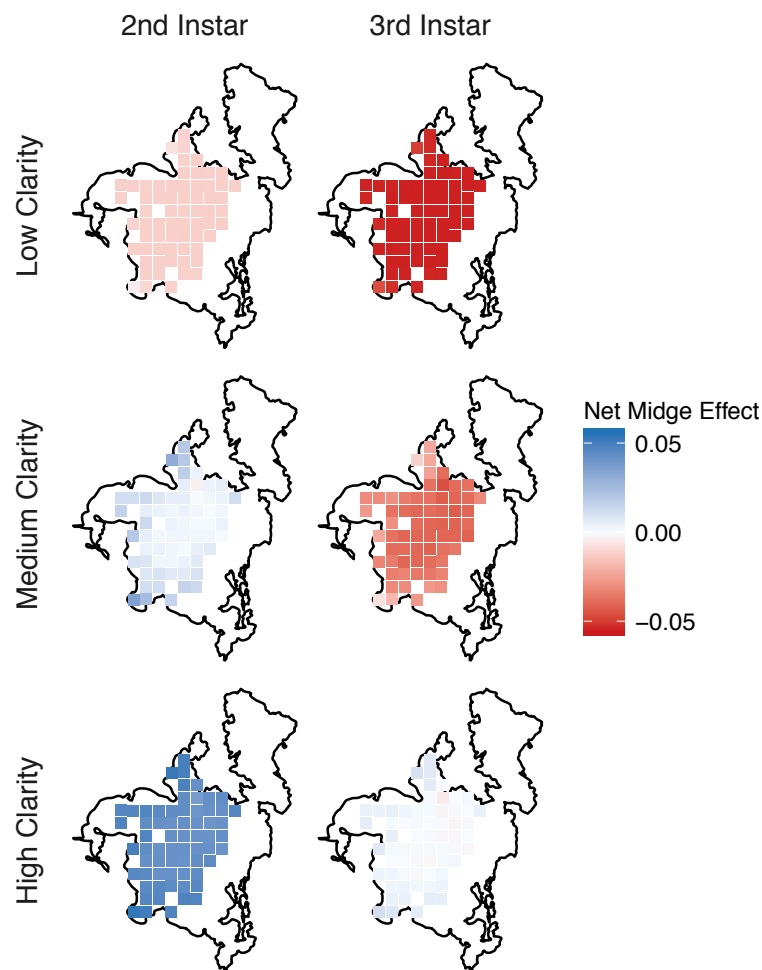 2nd Instar
3rd Instar
Low Clarity
Medium Clarity
High Clarity
Net Midge Effect
0.05
0.00
−0.05